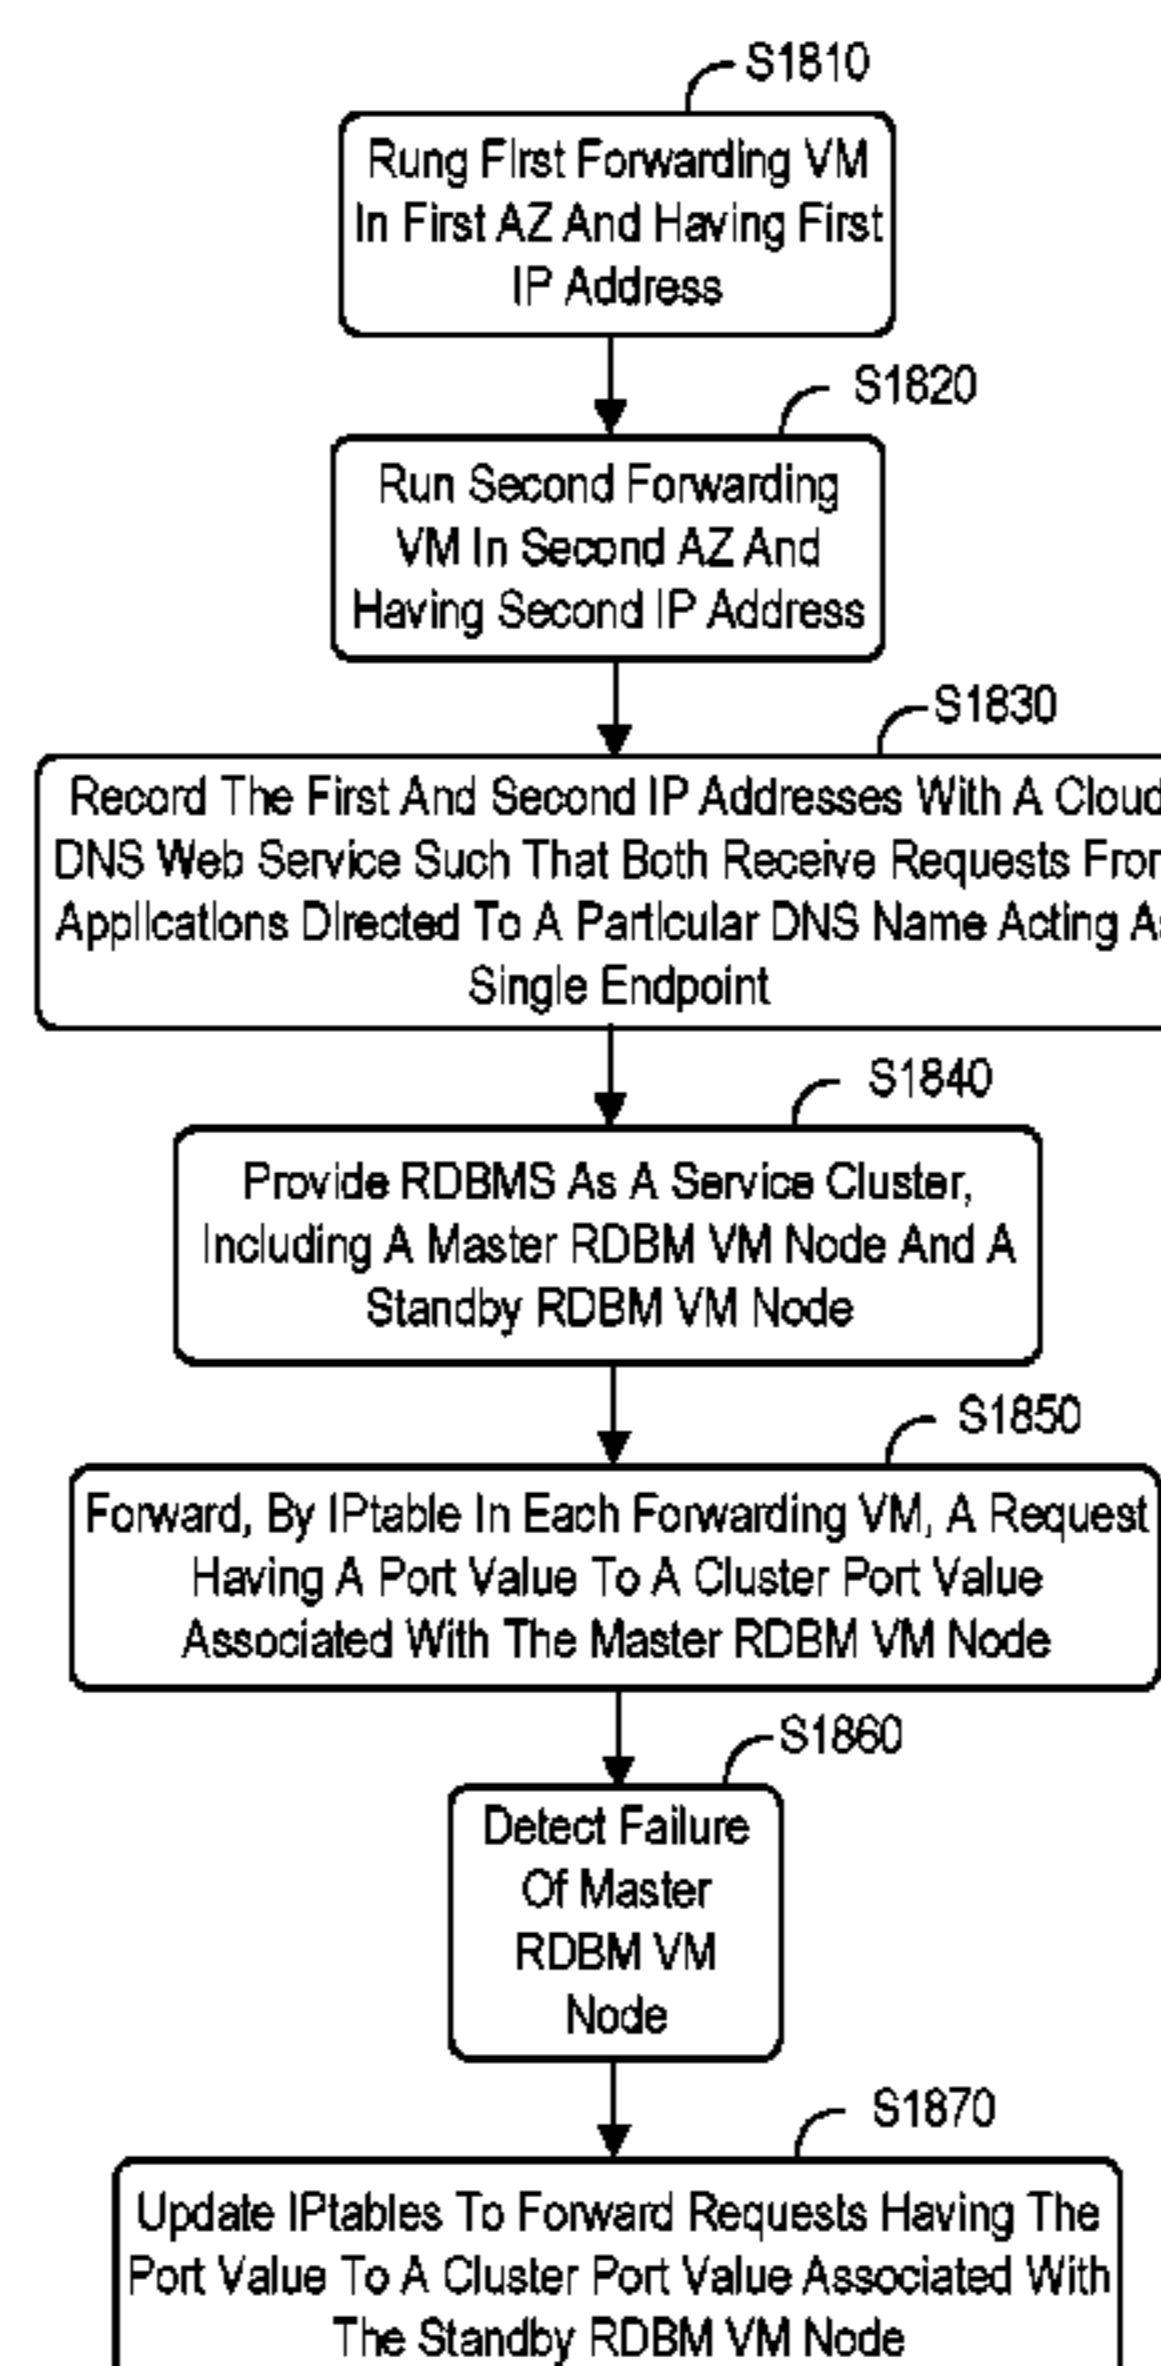 S1810
Rung First Forwarding VM
In First AZ And Having First
IP Address
S1820
Run Second Forwarding
VM In Second AZ And
Having Second IP Address
S1830
Record The First And Second IP Addresses With A Cloud
DNS Web Service Such That Both Receive Requests
Applications Directed To A Particular DNS Name Acting
Single Endpoint
S1840
Provide RDBMS As A Service Cluster,
Including A Master RDBM VM Node And A
Standby RDBM VM Node
S1850
Forward, By IPtable In Each Forwarding VM, A Request
Having A Port Value To A Cluster Port Value
Associated With The Master RDBM VM Node
S1860
Detect Failure
Of Master
RDBM VM
Node
S1870
Update IPtables To Forward Requests Having The
Port Value To A Cluster Port Value Associated With
The Standby RDBM VM Node